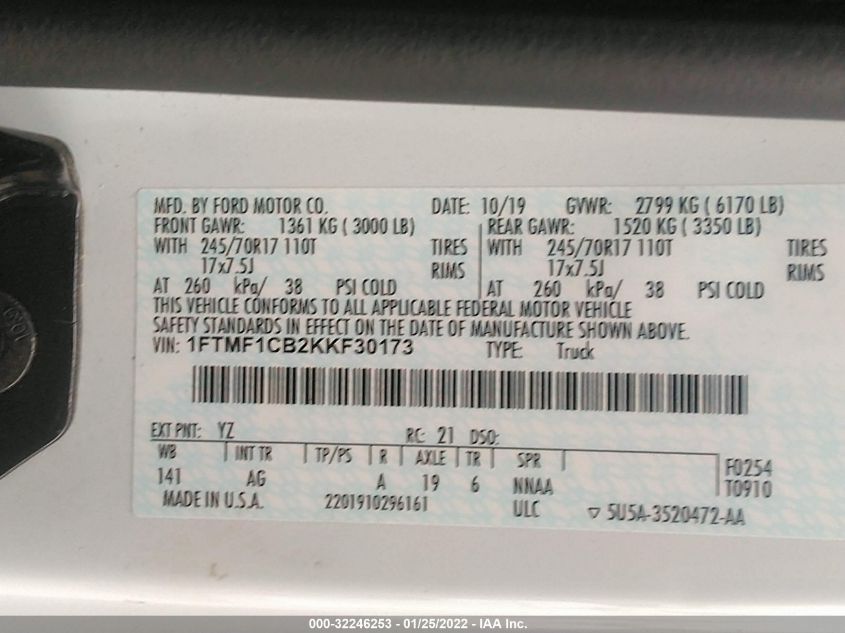 MFD. BY FORD MOTOR CO. DATE: 10/19 GVWR: 2799 KG ( 6170 LB)
FRONT GAWR: 1361 KG ( 3000 LB) REAR GAWR: 1520 KG ( 3350 LB)
WITH 245/70R17 110T TIRES WITH 245/70R17 110T TIRES
17x7.5J RIMS 17x7.5J RIMS
AT 260 kPa/ 38 PSI COLD AT 260 kPa/ 38 PSI COLD
THIS VEHICLE CONFORMS TO ALL APPLICABLE FEDERAL MOTOR VEHICLE
SAFETY STANDARDS IN EFFECT ON THE DATE OF MANUFACTURE SHOWN ABOVE.
VIN: 1FTMF1CB2KKF30173 TYPE: Truck
EXT PNT: YZ RC: 21 DSO:
WB INT TR TP/PS R AXLE TR SPR F0254
141 AG A 19 6 NNAA T0910
MADE IN U.S.A. 2201910296161 ULC ▽ 5U5A-3520472-AA
000-32246253 - 01/25/2022 - IAA Inc.